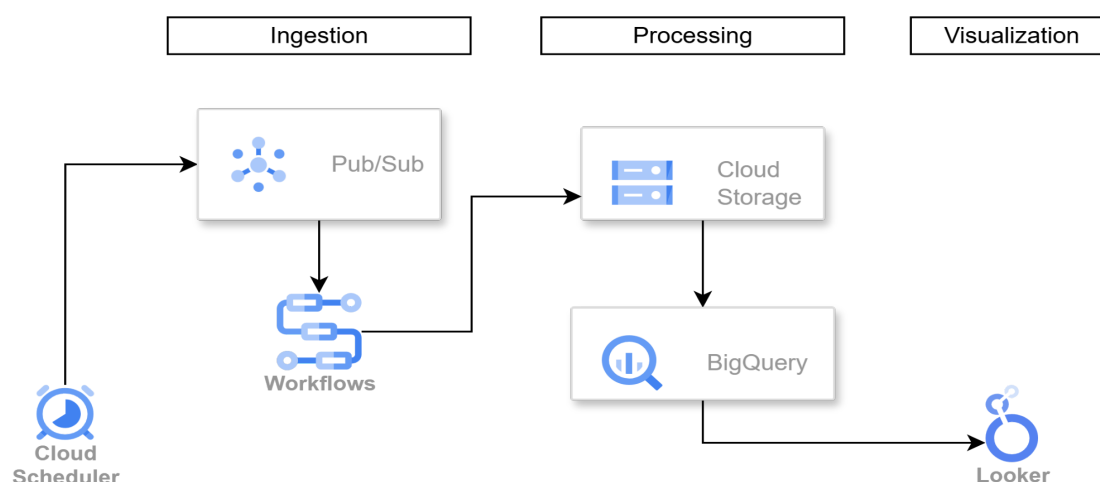 Ingestion
Processing
Visualization
Pub/Sub
Cloud
Storage
Workflows
BigQuery
Cloud
Scheduler
Looker